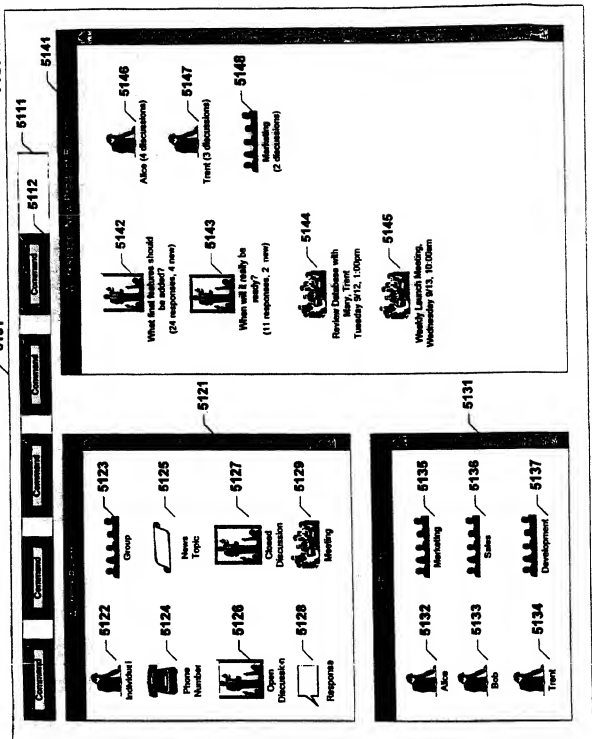 5111
5141
Command
Command
Command
Command
Command
5112
5122
Individual
5123
Group
5124
Phone
Number
5125
News
Topic
5126
Open
Discussion
5127
Closed
Discussion
5128
Response
5129
Meeting
5121
5132
Alice
5133
Bob
5134
Trent
5135
Marketing
5136
Sales
5137
Development
5131
5142
What final features should
be added?
(24 responses, 4 new)
5143
When will it really be
ready?
(11 responses, 2 new)
5144
Review Database with
Mary, Trent
Tuesday 9/12, 1:00pm
5145
Weekly Launch Meeting,
Wednesday 9/13, 10:00am
5146
Alice (4 discussions)
5147
Trent (3 discussions)
5148
Marketing
(2 discussions)